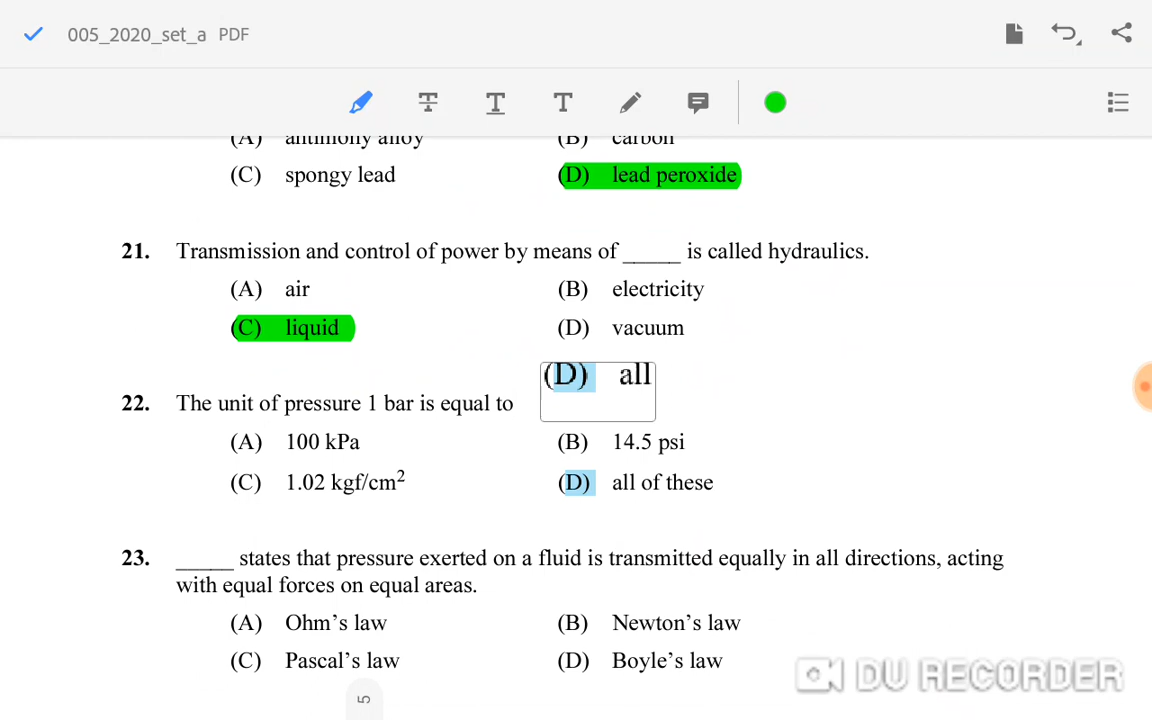 005_2020_set_a PDF
(A) antimony alloy (B) carbon
(C) spongy lead (D) lead peroxide
21. Transmission and control of power by means of _____ is called hydraulics.
(A) air (B) electricity
(C) liquid (D) vacuum
(D) all
22. The unit of pressure 1 bar is equal to
(A) 100 kPa (B) 14.5 psi
(C) 1.02 kgf/cm² (D) all of these
23. _____ states that pressure exerted on a fluid is transmitted equally in all directions, acting
with equal forces on equal areas.
(A) Ohm's law (B) Newton's law
(C) Pascal's law (D) Boyle's law
5
DU RECORDER